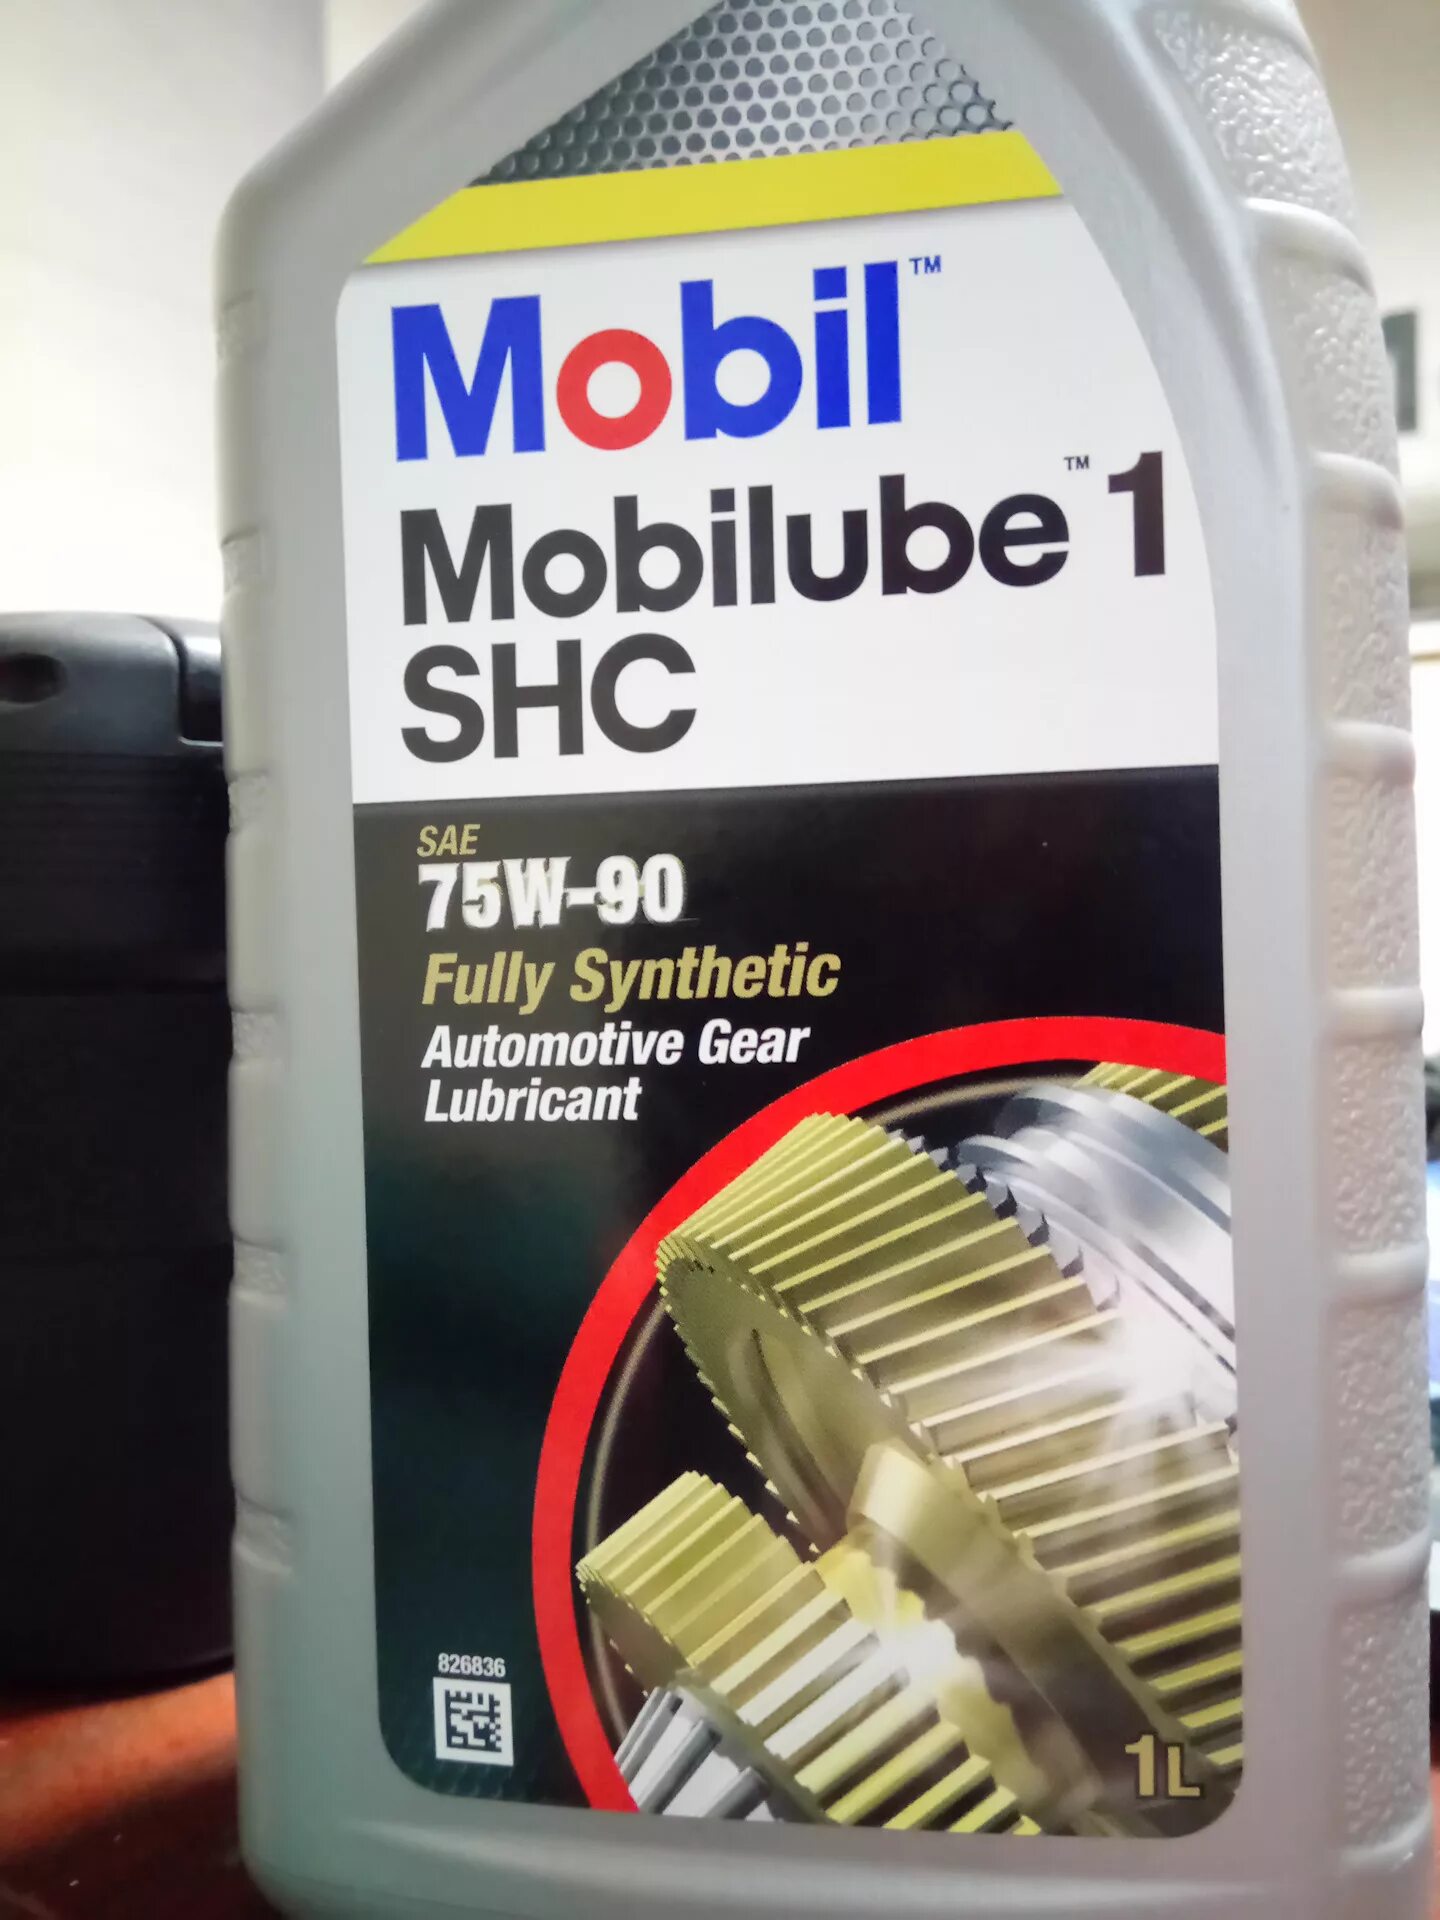 Mobil™
Mobilube™ 1
SHC
SAE
75W-90
Fully Synthetic
Automotive Gear
Lubricant
826836
1L